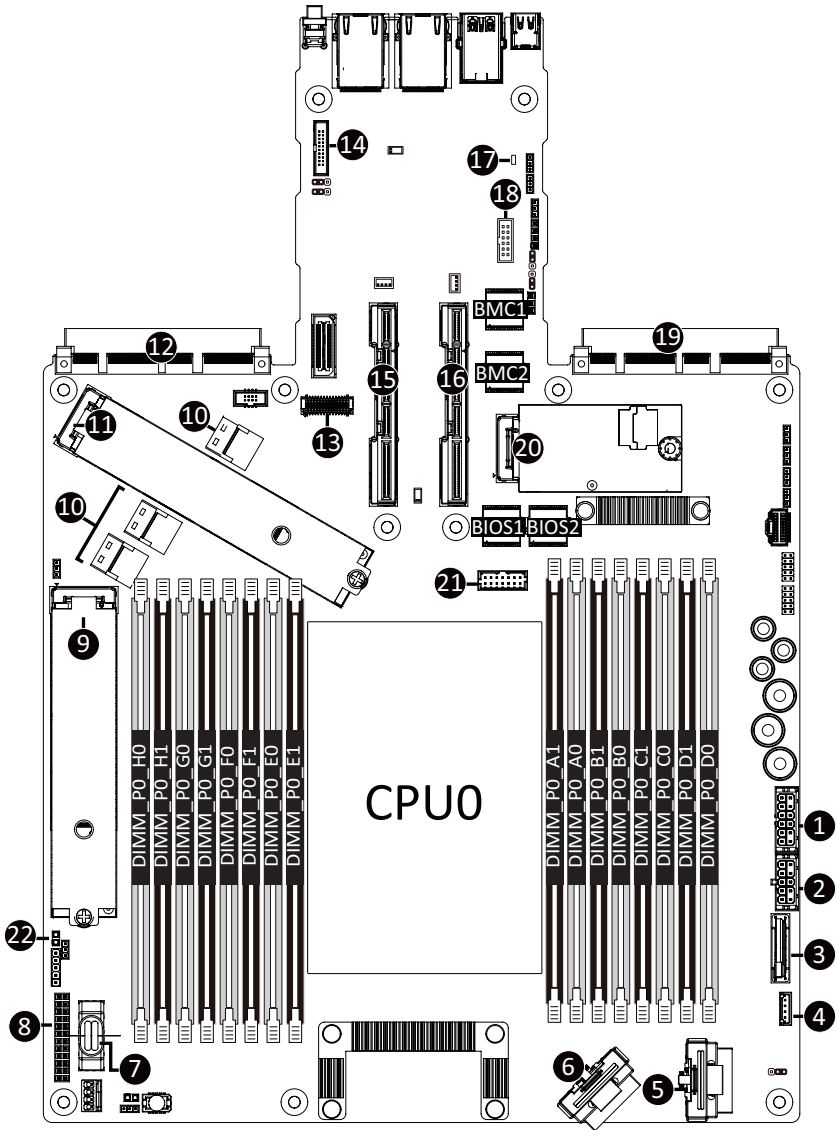 14
17
18
BMC1
12
19
15
16
BMC2
10
11
13
20
10
BIOS1
BIOS2
21
9
DIMM_P0_H0
DIMM_P0_H1
DIMM_P0_G0
DIMM_P0_G1
DIMM_P0_F0
DIMM_P0_F1
DIMM_P0_E0
DIMM_P0_E1
CPU0
DIMM_P0_A1
DIMM_P0_A0
DIMM_P0_B1
DIMM_P0_B0
DIMM_P0_C1
DIMM_P0_C0
DIMM_P0_D1
DIMM_P0_D0
1
2
22
3
8
4
7
6
5